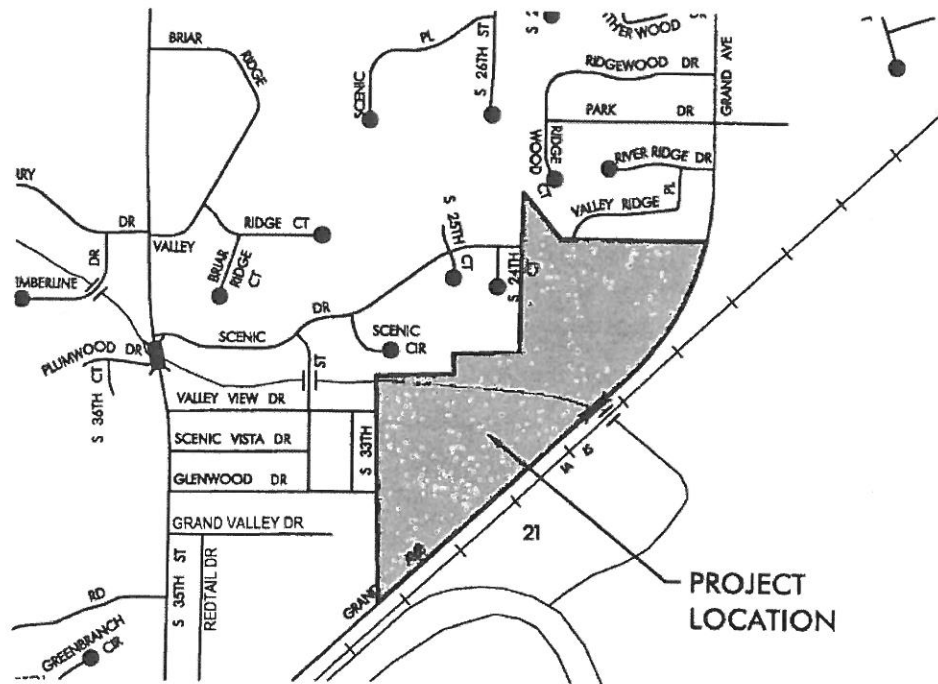 BRIAR
RIDGE
SCENIC
PL
S 26TH ST
RIDGEWOOD DR
GRAND AVE
PARK DR
RIDGE
WOOD
CT
RIVER RIDGE DR
VALLEY RIDGE PL
DR
VALLEY
RIDGE CT
BRIAR
RIDGE
CT
S 25TH
CT
S 24TH
CT
DR
SCENIC
DR
SCENIC
CIR
PLUMWOOD DR
S 36TH CT
ST
VALLEY VIEW DR
SCENIC VISTA DR
S 33TH
GLENWOOD DR
GRAND VALLEY DR
S 35TH ST
REDTAIL DR
GRAND
21
PROJECT
LOCATION
RD
GREENBRANCH
CIR